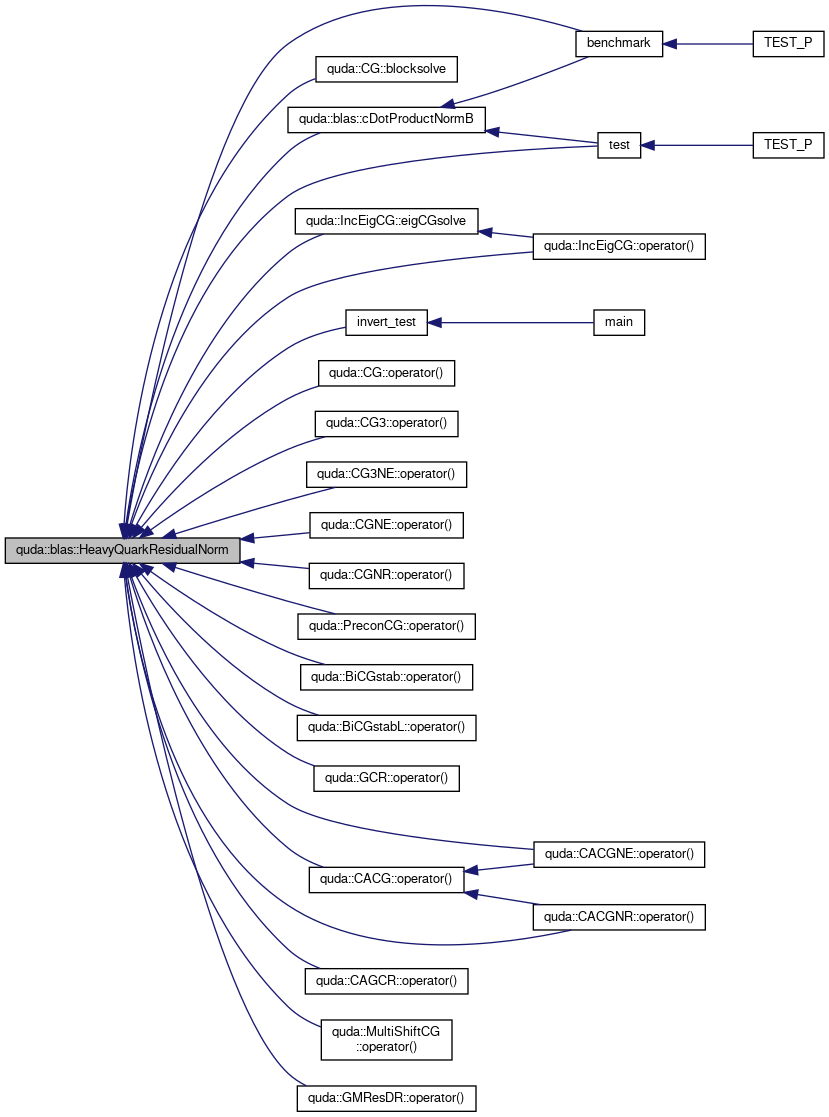 benchmark
TEST_P
quda::CG::blocksolve
quda::blas::cDotProductNormB
test
TEST_P
quda::IncEigCG::eigCGsolve
quda::IncEigCG::operator()
invert_test
main
quda::CG::operator()
quda::CG3::operator()
quda::CG3NE::operator()
quda::CGNE::operator()
quda::blas::HeavyQuarkResidualNorm
quda::CGNR::operator()
quda::PreconCG::operator()
quda::BiCGstab::operator()
quda::BiCGstabL::operator()
quda::GCR::operator()
quda::CACGNE::operator()
quda::CACG::operator()
quda::CACGNR::operator()
quda::CAGCR::operator()
quda::MultiShiftCG
::operator()
quda::GMResDR::operator()